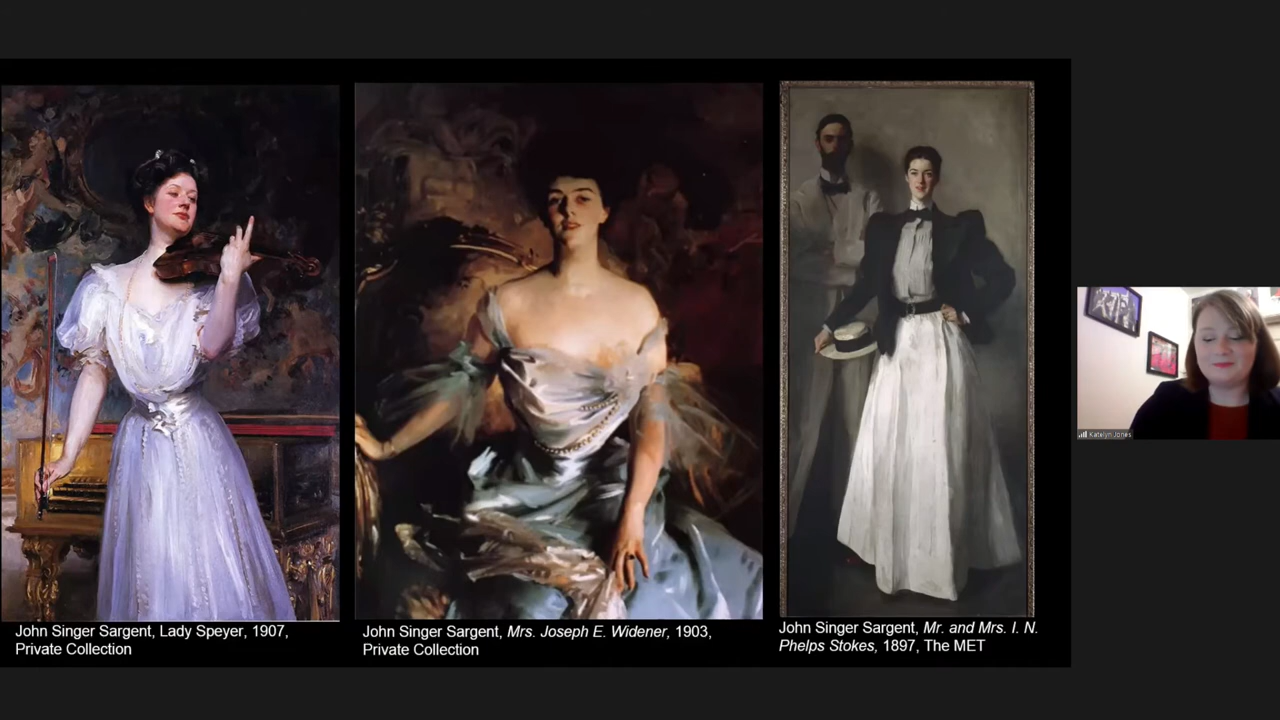 John Singer Sargent, Lady Speyer, 1907,
Private Collection
John Singer Sargent, Mrs. Joseph E. Widener, 1903,
Private Collection
John Singer Sargent, Mr. and Mrs. I. N.
Phelps Stokes, 1897, The MET
Katelyn Jones